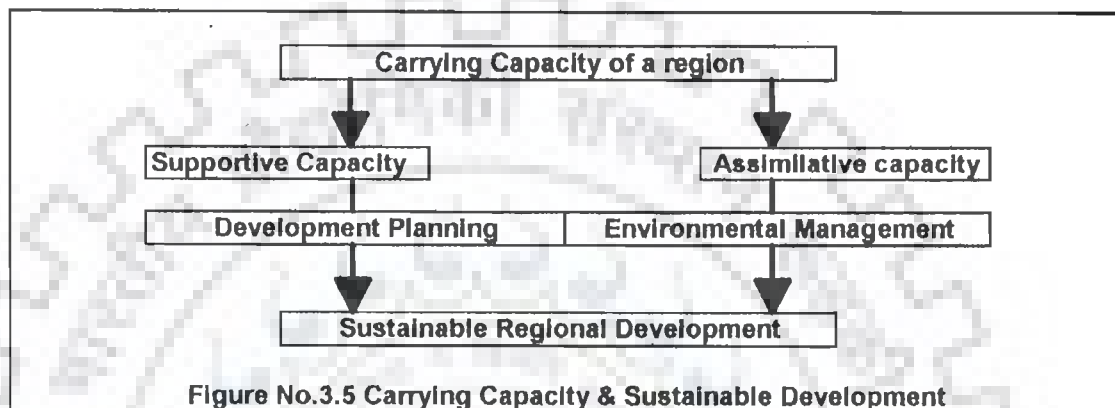 Carrying Capacity of a region
Supportive Capacity
Assimilative capacity
Development Planning
Environmental Management
Sustainable Regional Development
Figure No.3.5 Carrying Capacity & Sustainable Development